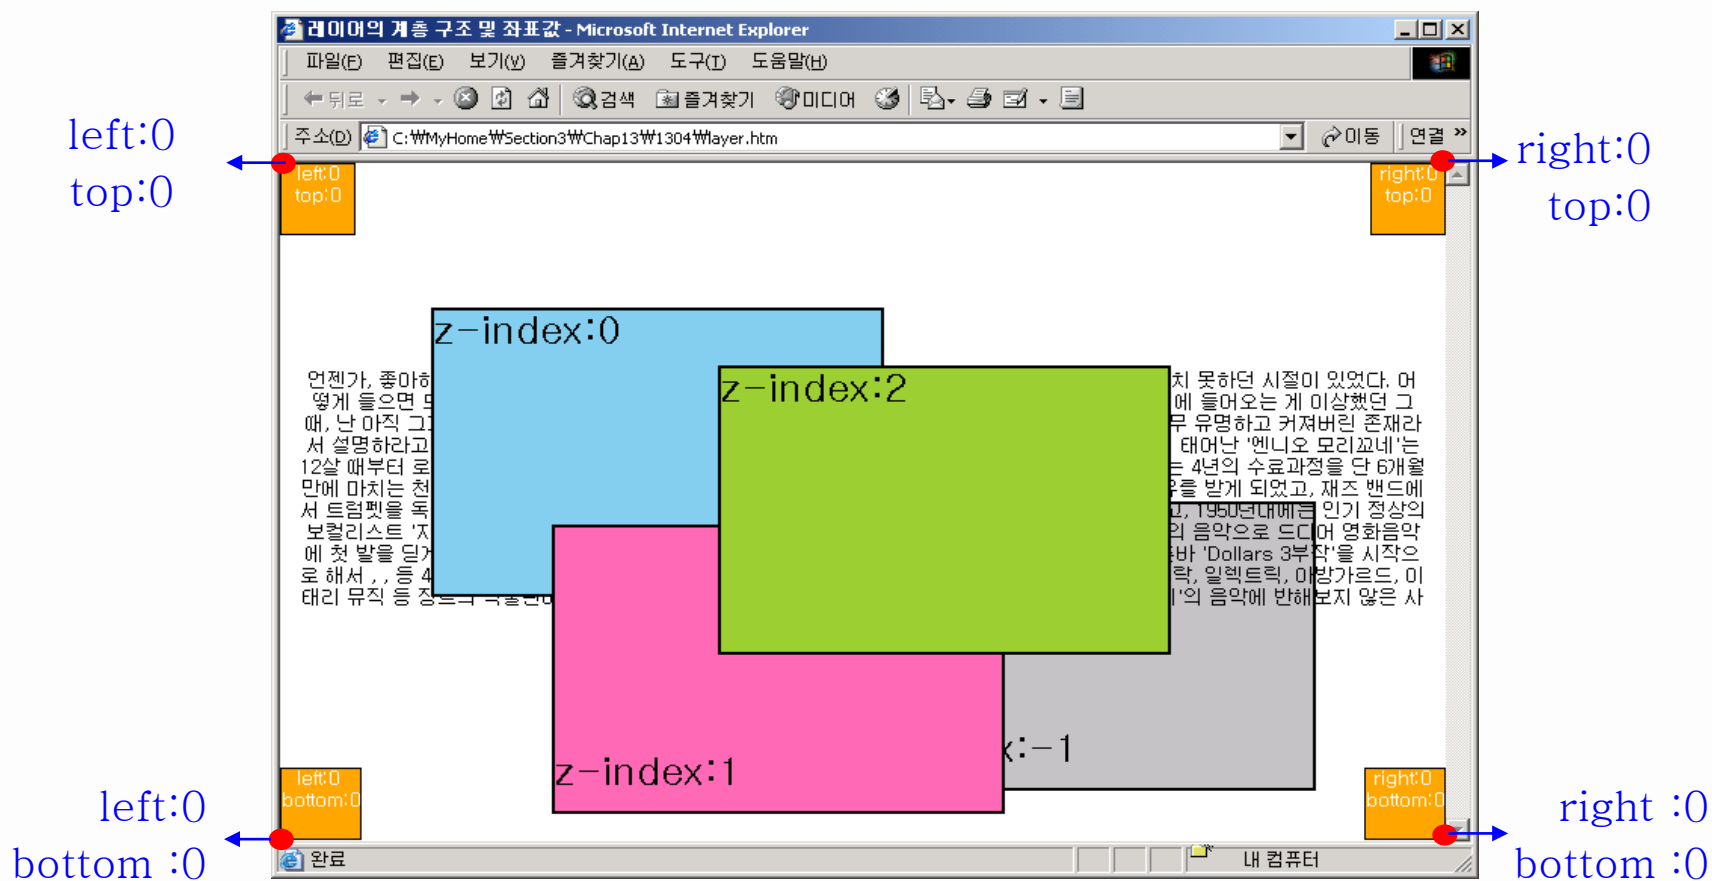 레이어의 계층 구조 및 좌표값 - Microsoft Internet Explorer
파일(F) 편집(E) 보기(V) 즐겨찾기(A) 도구(T) 도움말(H)
뒤로 검색 즐겨찾기 미디어
주소(D) C:\MyHome\Section3\Chap13\1304\layer.htm 이동 연결 »
left:0
top:0
right:0
top:0
left:0
top:0
right:0
top:0
z-index:0
z-index:2
언젠가, 좋아하 치 못하던 시절이 있었다. 어
떻게 들으면 에 들어오는 게 이상했던 그
때, 난 아직 그 무 유명하고 커져버린 존재라
서 설명하라고 태어난 '엔니오 모리꼬네'는
12살 때부터 로 는 4년의 수료과정을 단 6개월
만에 마치는 천 을 받게 되었고, 재즈 밴드에
서 트럼펫을 독 고, 1950년대에는 인기 정상의
보컬리스트 의 음악으로 드디어 영화음악
에 첫 발을 딛 바 'Dollars 3부작'을 시작으
로 해서 , , 등 4 락, 일렉트릭, 아방가르드, 이
태리 뮤직 등 '의 음악에 반해보지 않은 사
z-index:1
x:-1
left:0
bottom:0
right:0
bottom:0
left:0
bottom :0
right :0
bottom :0
완료 내 컴퓨터